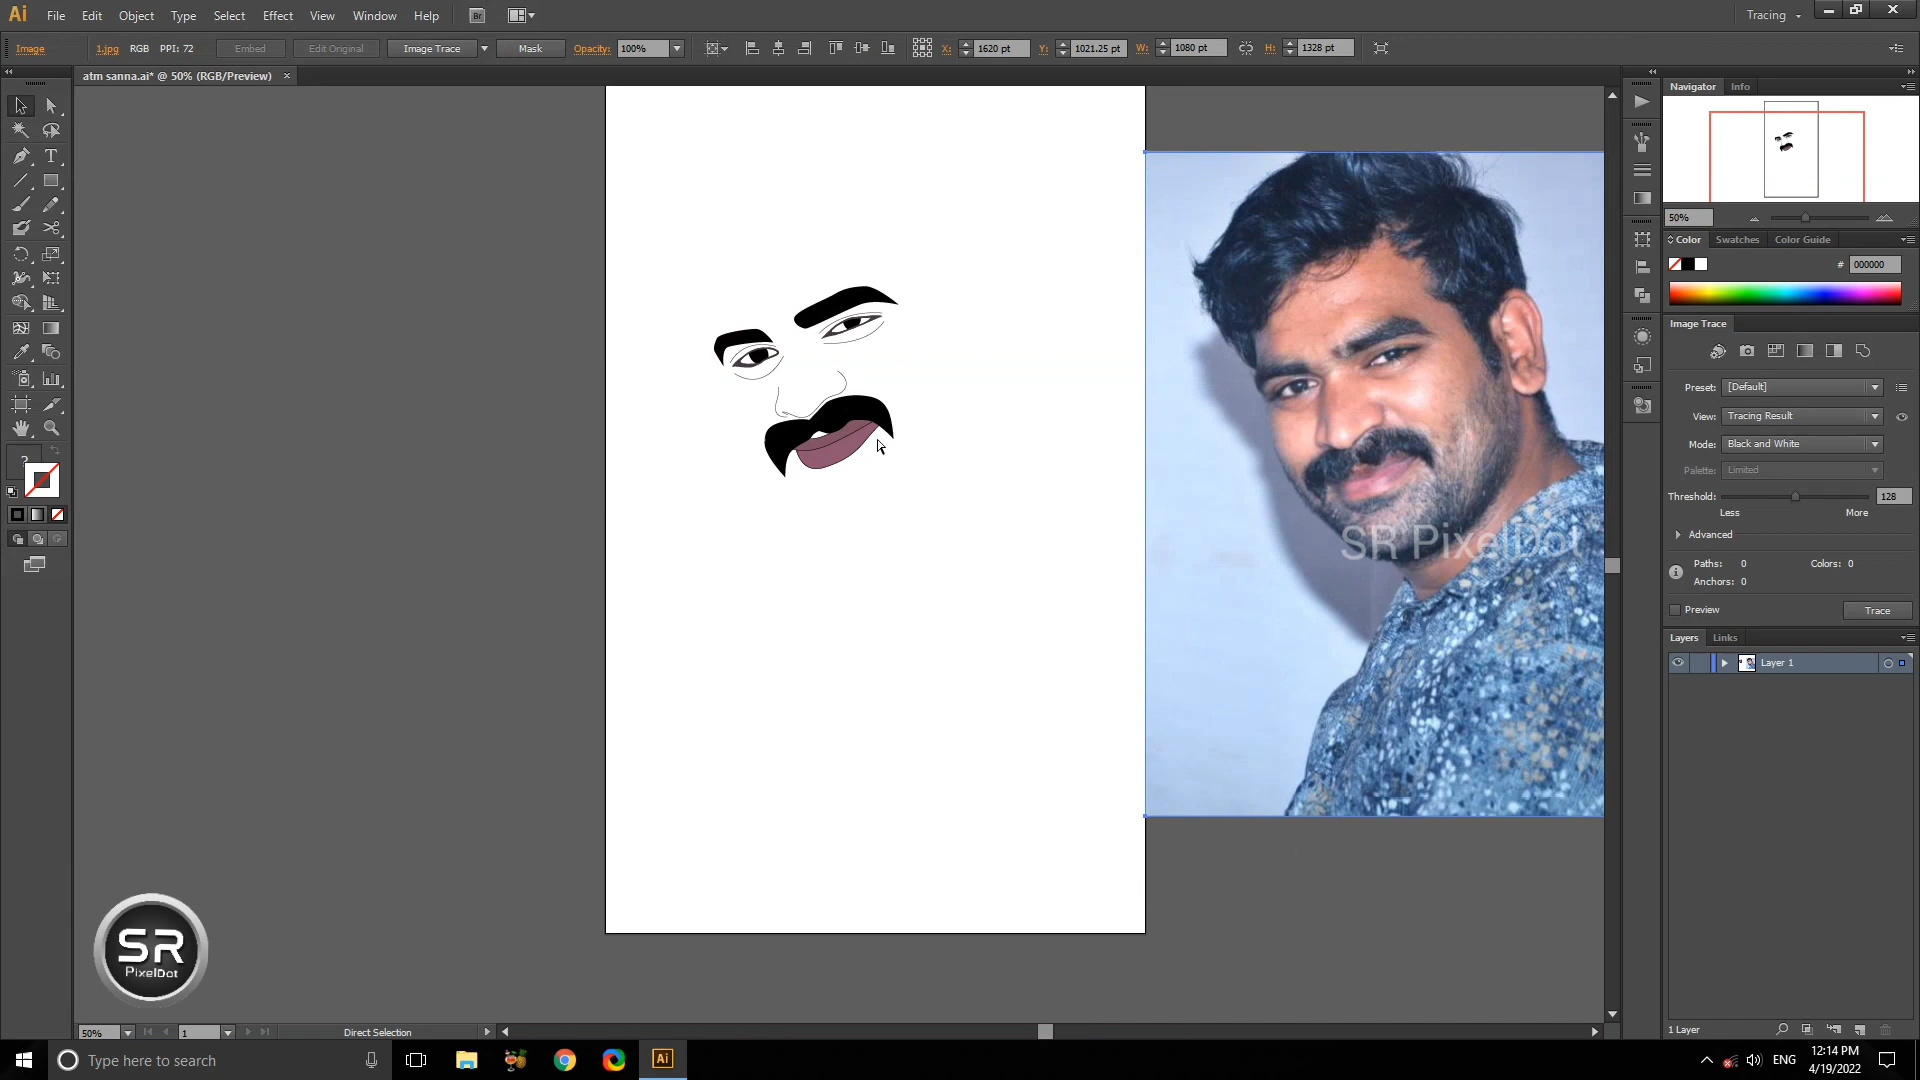 Ai File Edit Object Type Select Effect View Window Help Br Tracing
Image 1.jpg RGB PPI: 72 Embed Edit Original Image Trace Mask Opacity: 100% X: 1620 pt Y: 1021.25 pt W: 1080 pt H: 1328 pt
atm sanna.ai* @ 50% (RGB/Preview)
Navigator Info
50%
Color Swatches Color Guide
# 000000
Image Trace
Preset: [Default]
View: Tracing Result
Mode: Black and White
Palette: Limited
Threshold: 128
Less More
Advanced
Paths: 0 Colors: 0
Anchors: 0
Preview Trace
Layers Links
Layer 1
1 Layer
T
?
SR PixelDot
SR
PixelDot
50% 1 Direct Selection
Type here to search
Ai
ENG
12:14 PM
4/19/2022